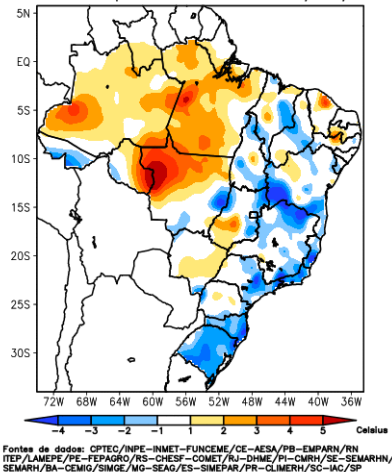 5N
EQ
5S
10S
15S
20S
25S
30S
72W 68W 64W 60W 56W 52W 48W 44W 40W 36W
-4 -3 -2 -1 1 2 3 4 5 Celsius
Fontes de dados: CPTEC/INPE-INMET-FUNCEME/CE-AESA/PB-EMPARN/RN
ITEP/LAMEPE/PE-FEPAGRO/RS-CHESF-COMET/RJ-DHME/PI-CMRH/SE-SEMARHN/
SEMARH/BA-CEMIG/SIMGE/MG-SEAG/ES-SIMEPAR/PR-CLIMERH/SC-IAC/SP